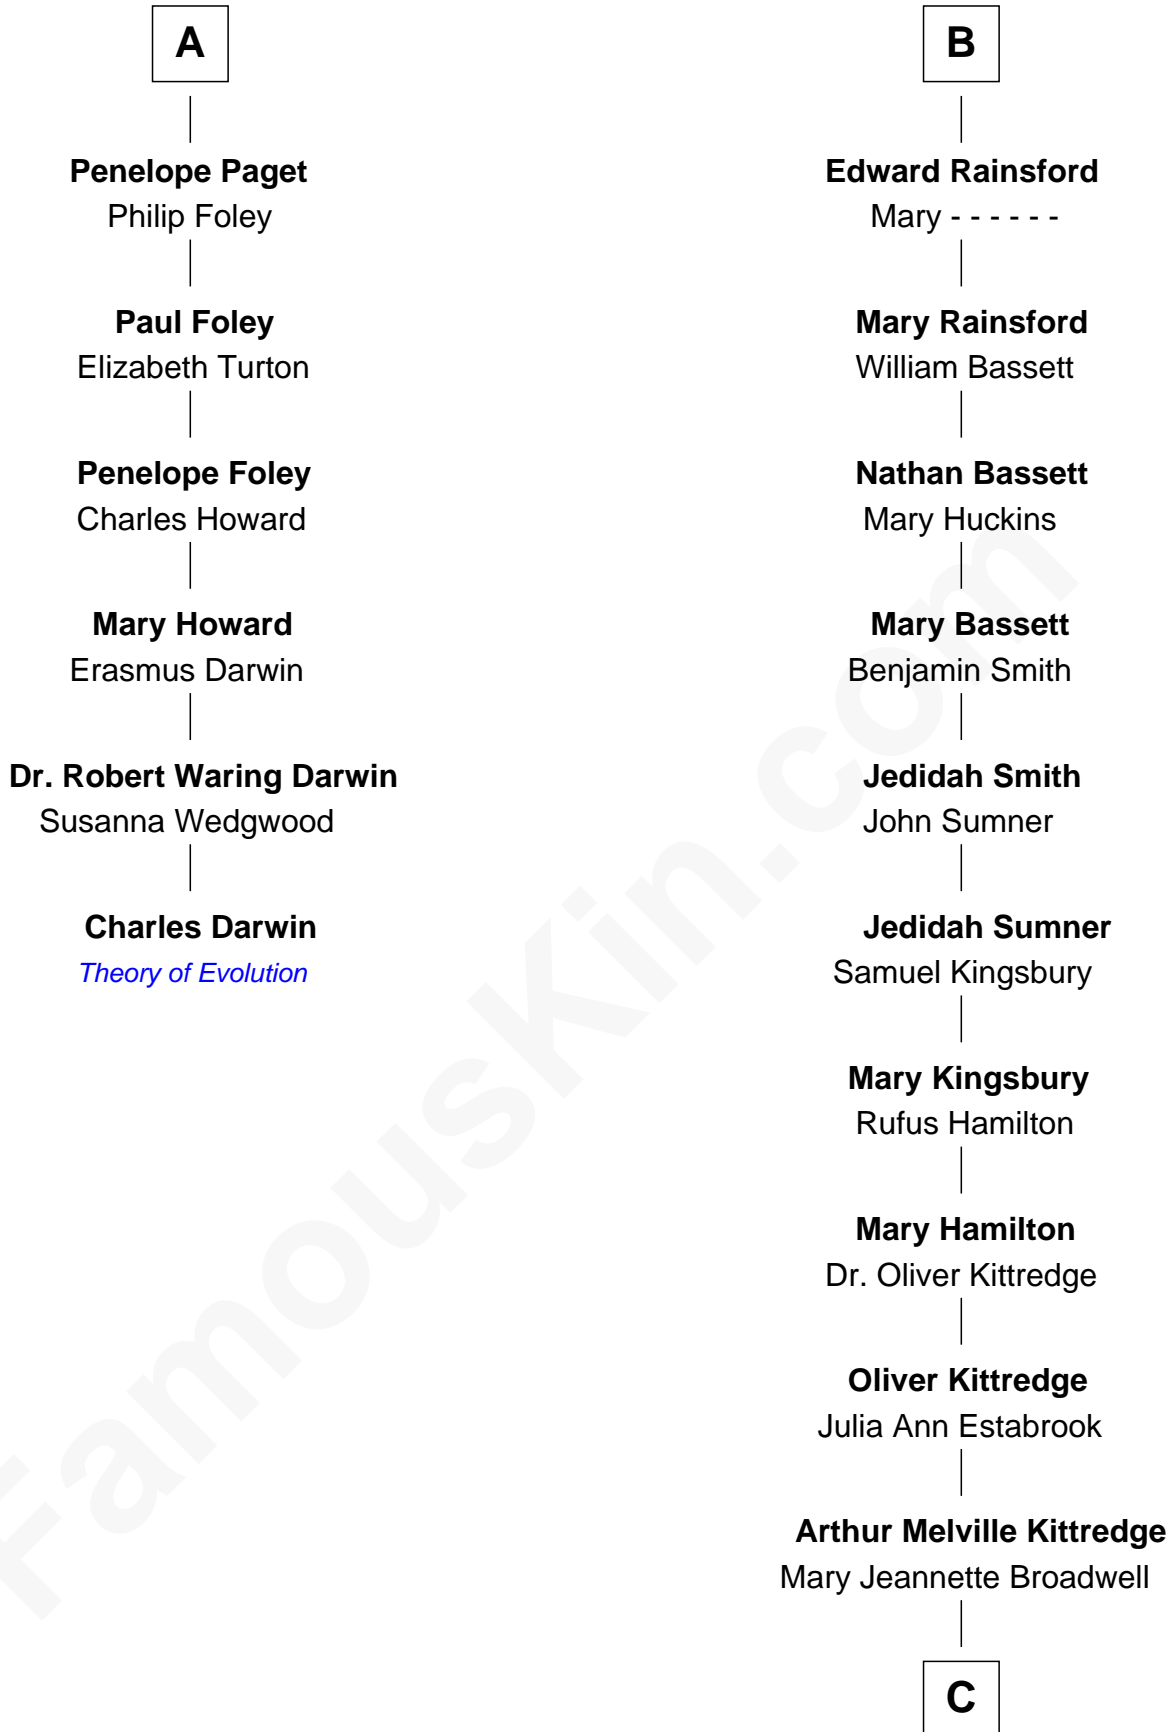 A
Penelope Paget
Philip Foley
Paul Foley
Elizabeth Turton
Penelope Foley
Charles Howard
Mary Howard
Erasmus Darwin
Dr. Robert Waring Darwin
Susanna Wedgwood
Charles Darwin
Theory of Evolution
B
Edward Rainsford
Mary - - - - - -
Mary Rainsford
William Bassett
Nathan Bassett
Mary Huckins
Mary Bassett
Benjamin Smith
Jedidah Smith
John Sumner
Jedidah Sumner
Samuel Kingsbury
Mary Kingsbury
Rufus Hamilton
Mary Hamilton
Dr. Oliver Kittredge
Oliver Kittredge
Julia Ann Estabrook
Arthur Melville Kittredge
Mary Jeannette Broadwell
C
FamousKin.com